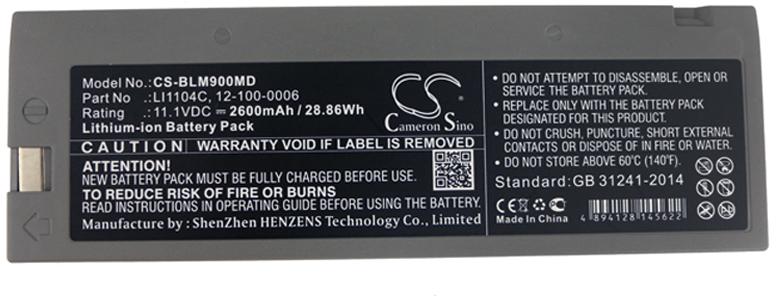 Model No.:CS-BLM900MD
Part No :LI1104C, 12-100-0006
Rating :11.1VDC 2600mAh / 28.86Wh
Lithium-ion Battery Pack
CS
Cameron Sino
CAUTION WARRANTY VOID IF LABEL IS REMOVED
ATTENTION!
NEW BATTERY PACK MUST BE FULLY CHARGED BEFORE USE
TO REDUCE RISK OF FIRE OR BURNS
READ INSTRUCTION IN OPERATING GUIDE BEFORE USING BATTERY
Manufacture by : ShenZhen HENZENS Technology Co., Limited
• DO NOT ATTEMPT TO DISASSEMBLE, OPEN OR SERVICE BATTERY PACK.
• REPLACE ONLY WITH THE BATTERY PACK DESIGNATED FOR THIS PRODUCT.
• DO NOT CRUSH, PUNCTURE, SHORT EXTERNAL CONTACTS, OR DISPOSE OF IN FIRE OR WATER.
• DO NOT STORE ABOVE 60°C (140°F).
Standard:GB 31241-2014
CE
Made In China
4 894128 145622